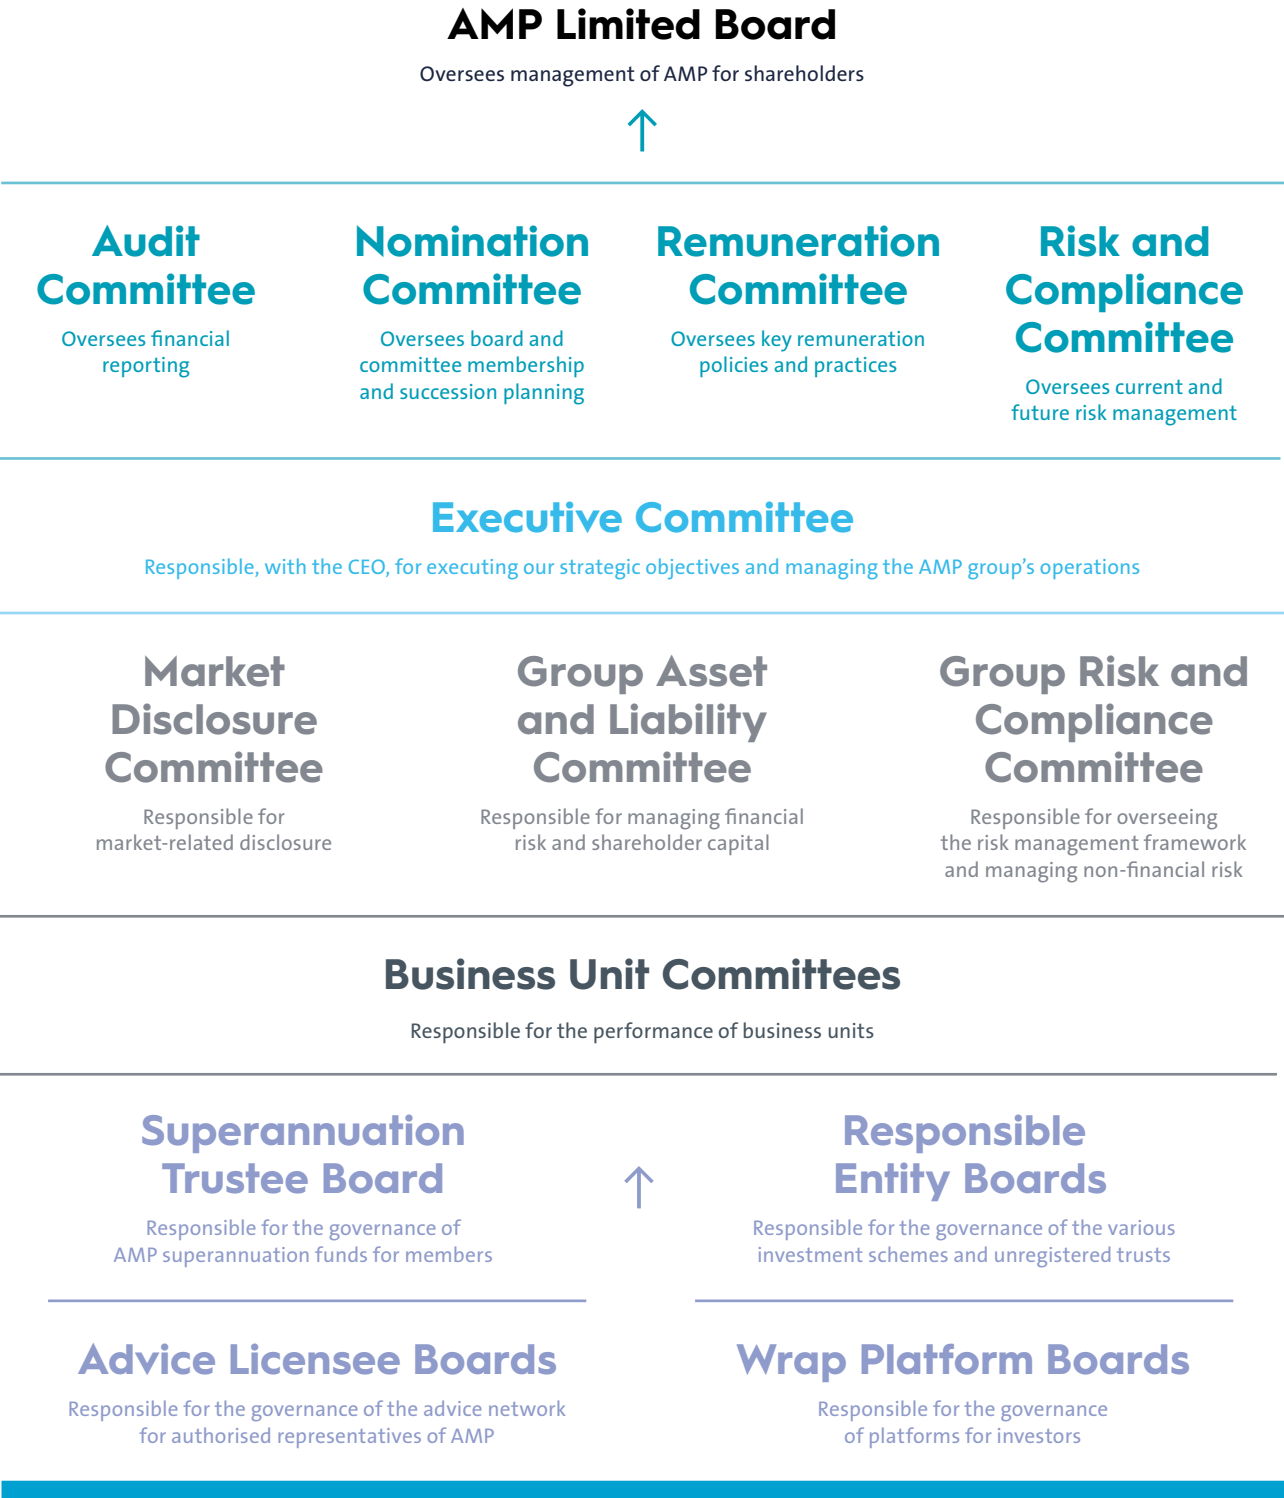 AMP Limited Board
Oversees management of AMP for shareholders
Audit
Committee
Oversees financial
reporting
Nomination
Committee
Oversees board and
committee membership
and succession planning
Remuneration
Committee
Oversees key remuneration
policies and practices
Risk and
Compliance
Committee
Oversees current and
future risk management
Executive Committee
Responsible, with the CEO, for executing our strategic objectives and managing the AMP group’s operations
Market
Disclosure
Committee
Responsible for
market-related disclosure
Group Asset
and Liability
Committee
Responsible for managing financial
risk and shareholder capital
Group Risk and
Compliance
Committee
Responsible for overseeing
the risk management framework
and managing non-financial risk
Business Unit Committees
Responsible for the performance of business units
Superannuation
Trustee Board
Responsible for the governance of
AMP superannuation funds for members
Responsible
Entity Boards
Responsible for the governance of the various
investment schemes and unregistered trusts
Advice Licensee Boards
Responsible for the governance of the advice network
for authorised representatives of AMP
Wrap Platform Boards
Responsible for the governance
of platforms for investors